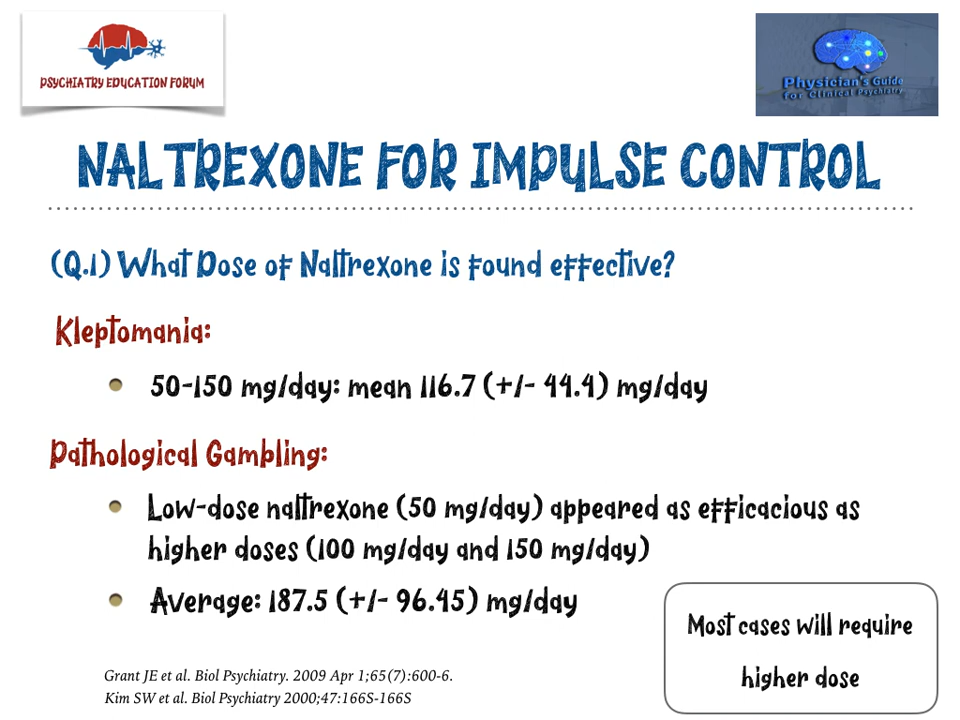 PSYCHIATRY EDUCATION FORUM
Physician's Guide
for Clinical Psychiatry
NALTREXONE FOR IMPULSE CONTROL
(Q.1) What Dose of Naltrexone is found effective?
Kleptomania:
50-150 mg/day: mean 116.7 (+/- 44.4) mg/day
Pathological Gambling:
Low-dose naltrexone (50 mg/day) appeared as efficacious as
higher doses (100 mg/day and 150 mg/day)
Average: 187.5 (+/- 96.45) mg/day
Most cases will require
higher dose
Grant JE et al. Biol Psychiatry. 2009 Apr 1;65(7):600-6.
Kim SW et al. Biol Psychiatry 2000;47:166S-166S